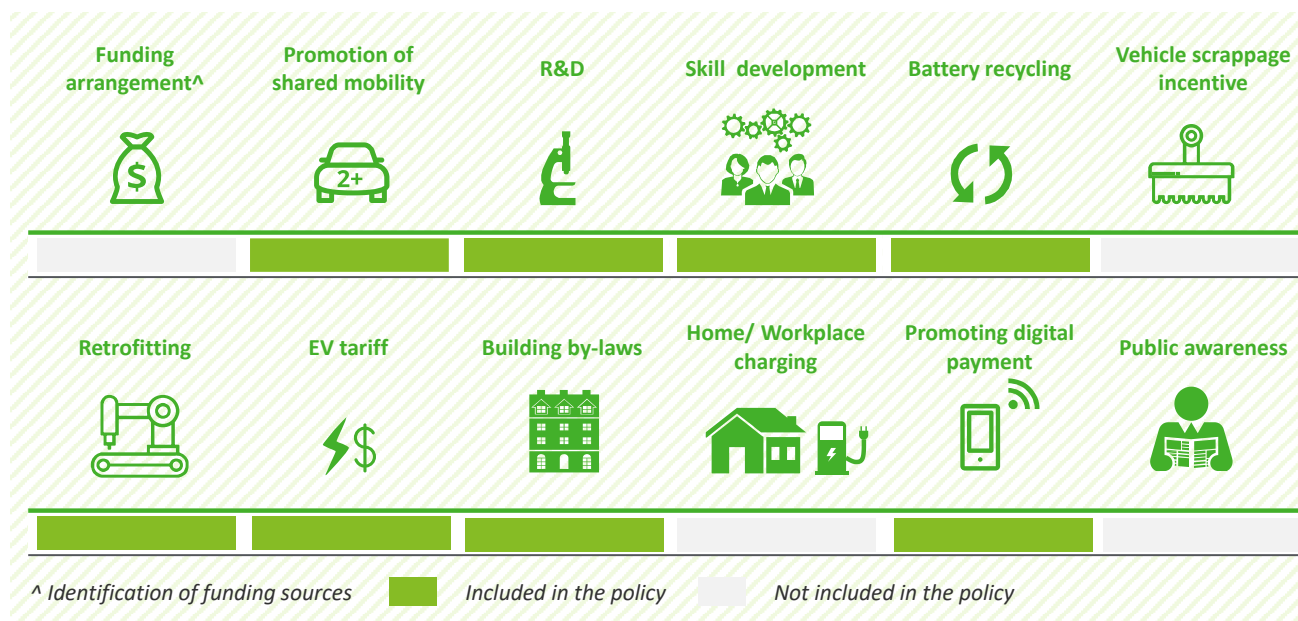 Funding
arrangement^
Promotion of
shared mobility
R&D
Skill development
Battery recycling
Vehicle scrappage
incentive
$
2+
Retrofitting
EV tariff
Building by-laws
Home/ Workplace
charging
Promoting digital
payment
Public awareness
$
^ Identification of funding sources
Included in the policy
Not included in the policy